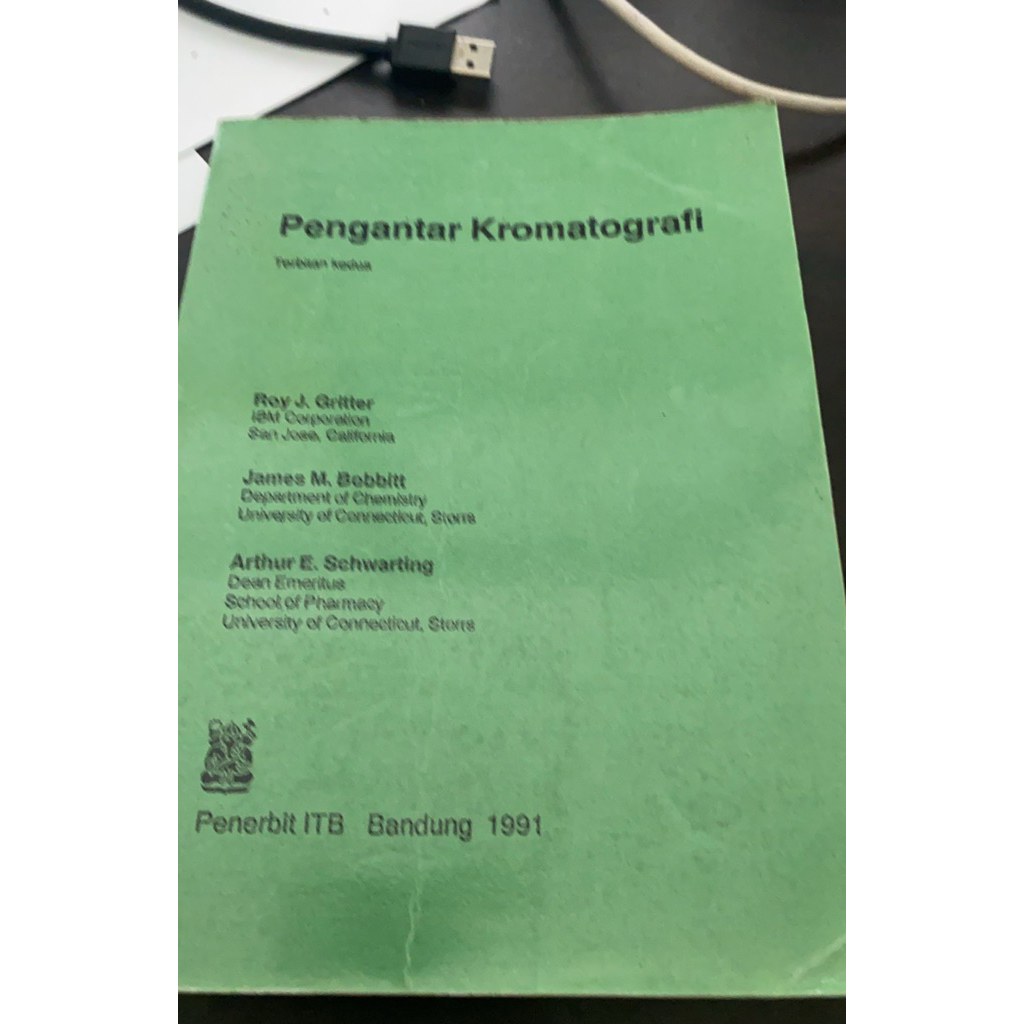 Pengantar Kromatografi
Terbitan kedua
Roy J. Gritter
IBM Corporation
San Jose, California
James M. Bobbitt
Department of Chemistry
University of Connecticut, Storrs
Arthur E. Schwarting
Dean Emeritus
School of Pharmacy
University of Connecticut, Storrs
Penerbit ITB Bandung 1991